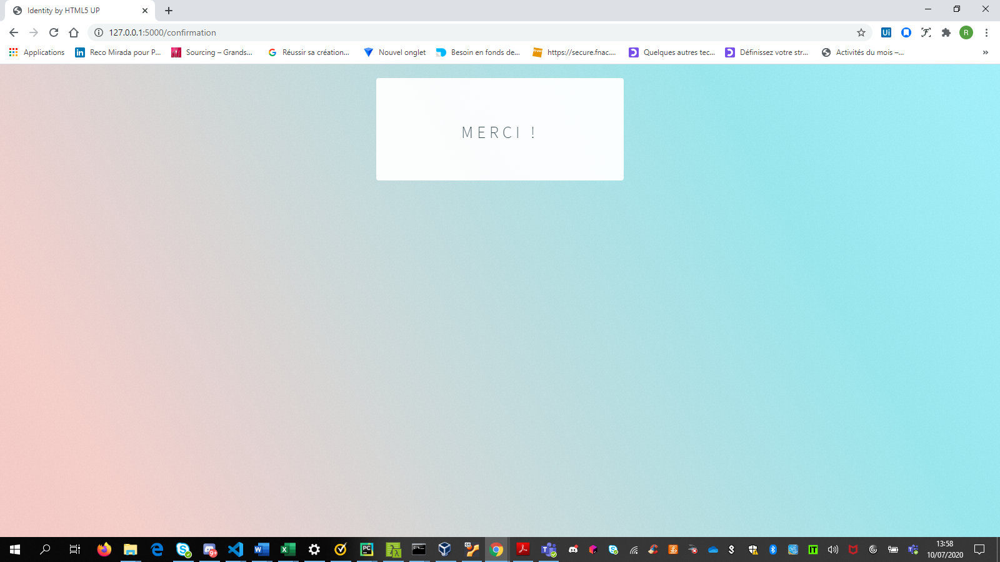 Identity by HTML5 UP
127.0.0.1:5000/confirmation
Ui
R
Applications
Reco Mirada pour P...
Sourcing – Grands...
Réussir sa création...
Nouvel onglet
Besoin en fonds de...
https://secure.fnac....
Quelques autres tec...
Définissez votre str...
Activités du mois –...
MERCI !
13:58
10/07/2020